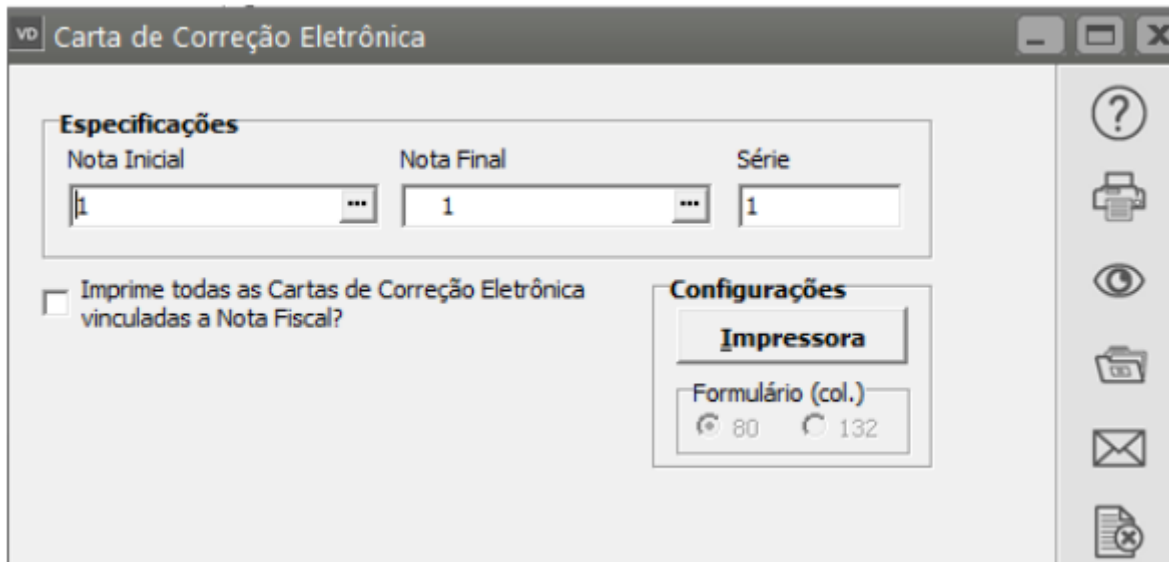 VD Carta de Correção Eletrônica
Especificações
Nota Inicial Nota Final Série
1 ... 1 ... 1
Imprime todas as Cartas de Correção Eletrônica
vinculadas a Nota Fiscal?
Configurações
Impressora
Formulário (col.)
80 132